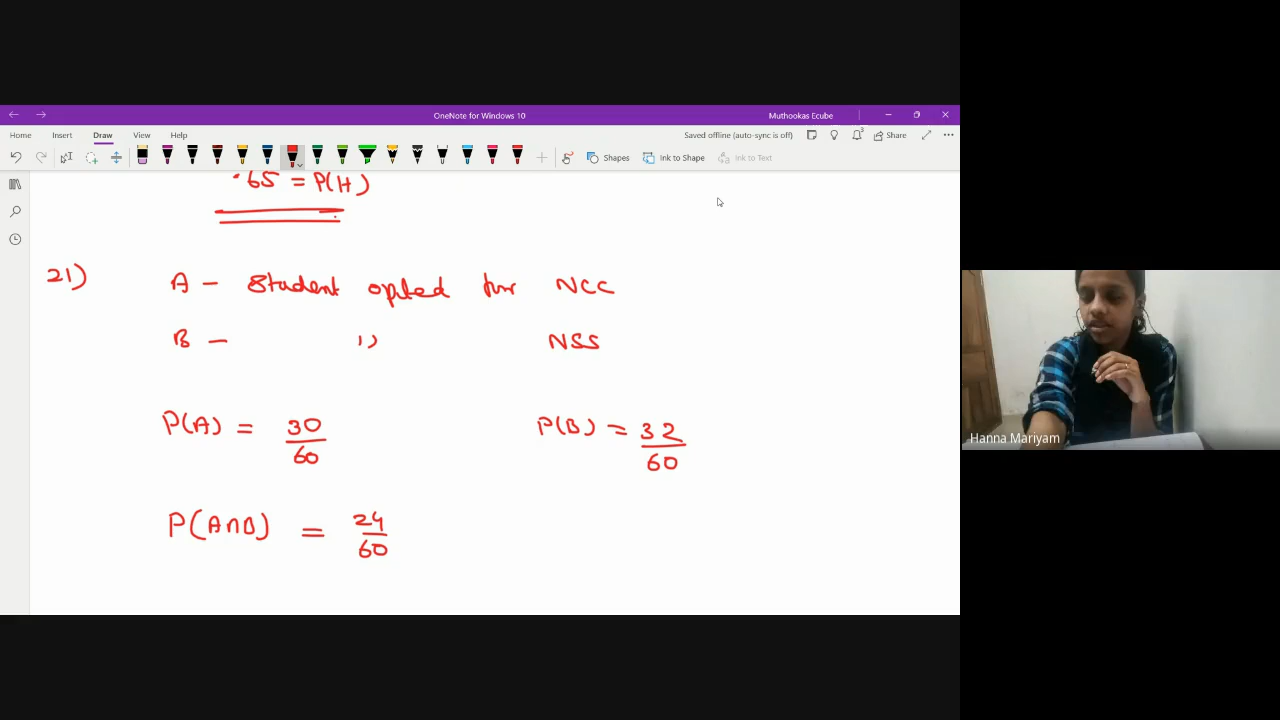 OneNote for Windows 10
Muthookas Ecube
Home Insert Draw View Help
Saved offline (auto-sync is off)
3
Share
Shapes
Ink to Shape
Ink to Text
.65 = P(H)
21) A - Student opted for NCC
B - " NSS
P(A) = 30/60 P(B) = 32/60
P(A∩B) = 24/60
Hanna Mariyam